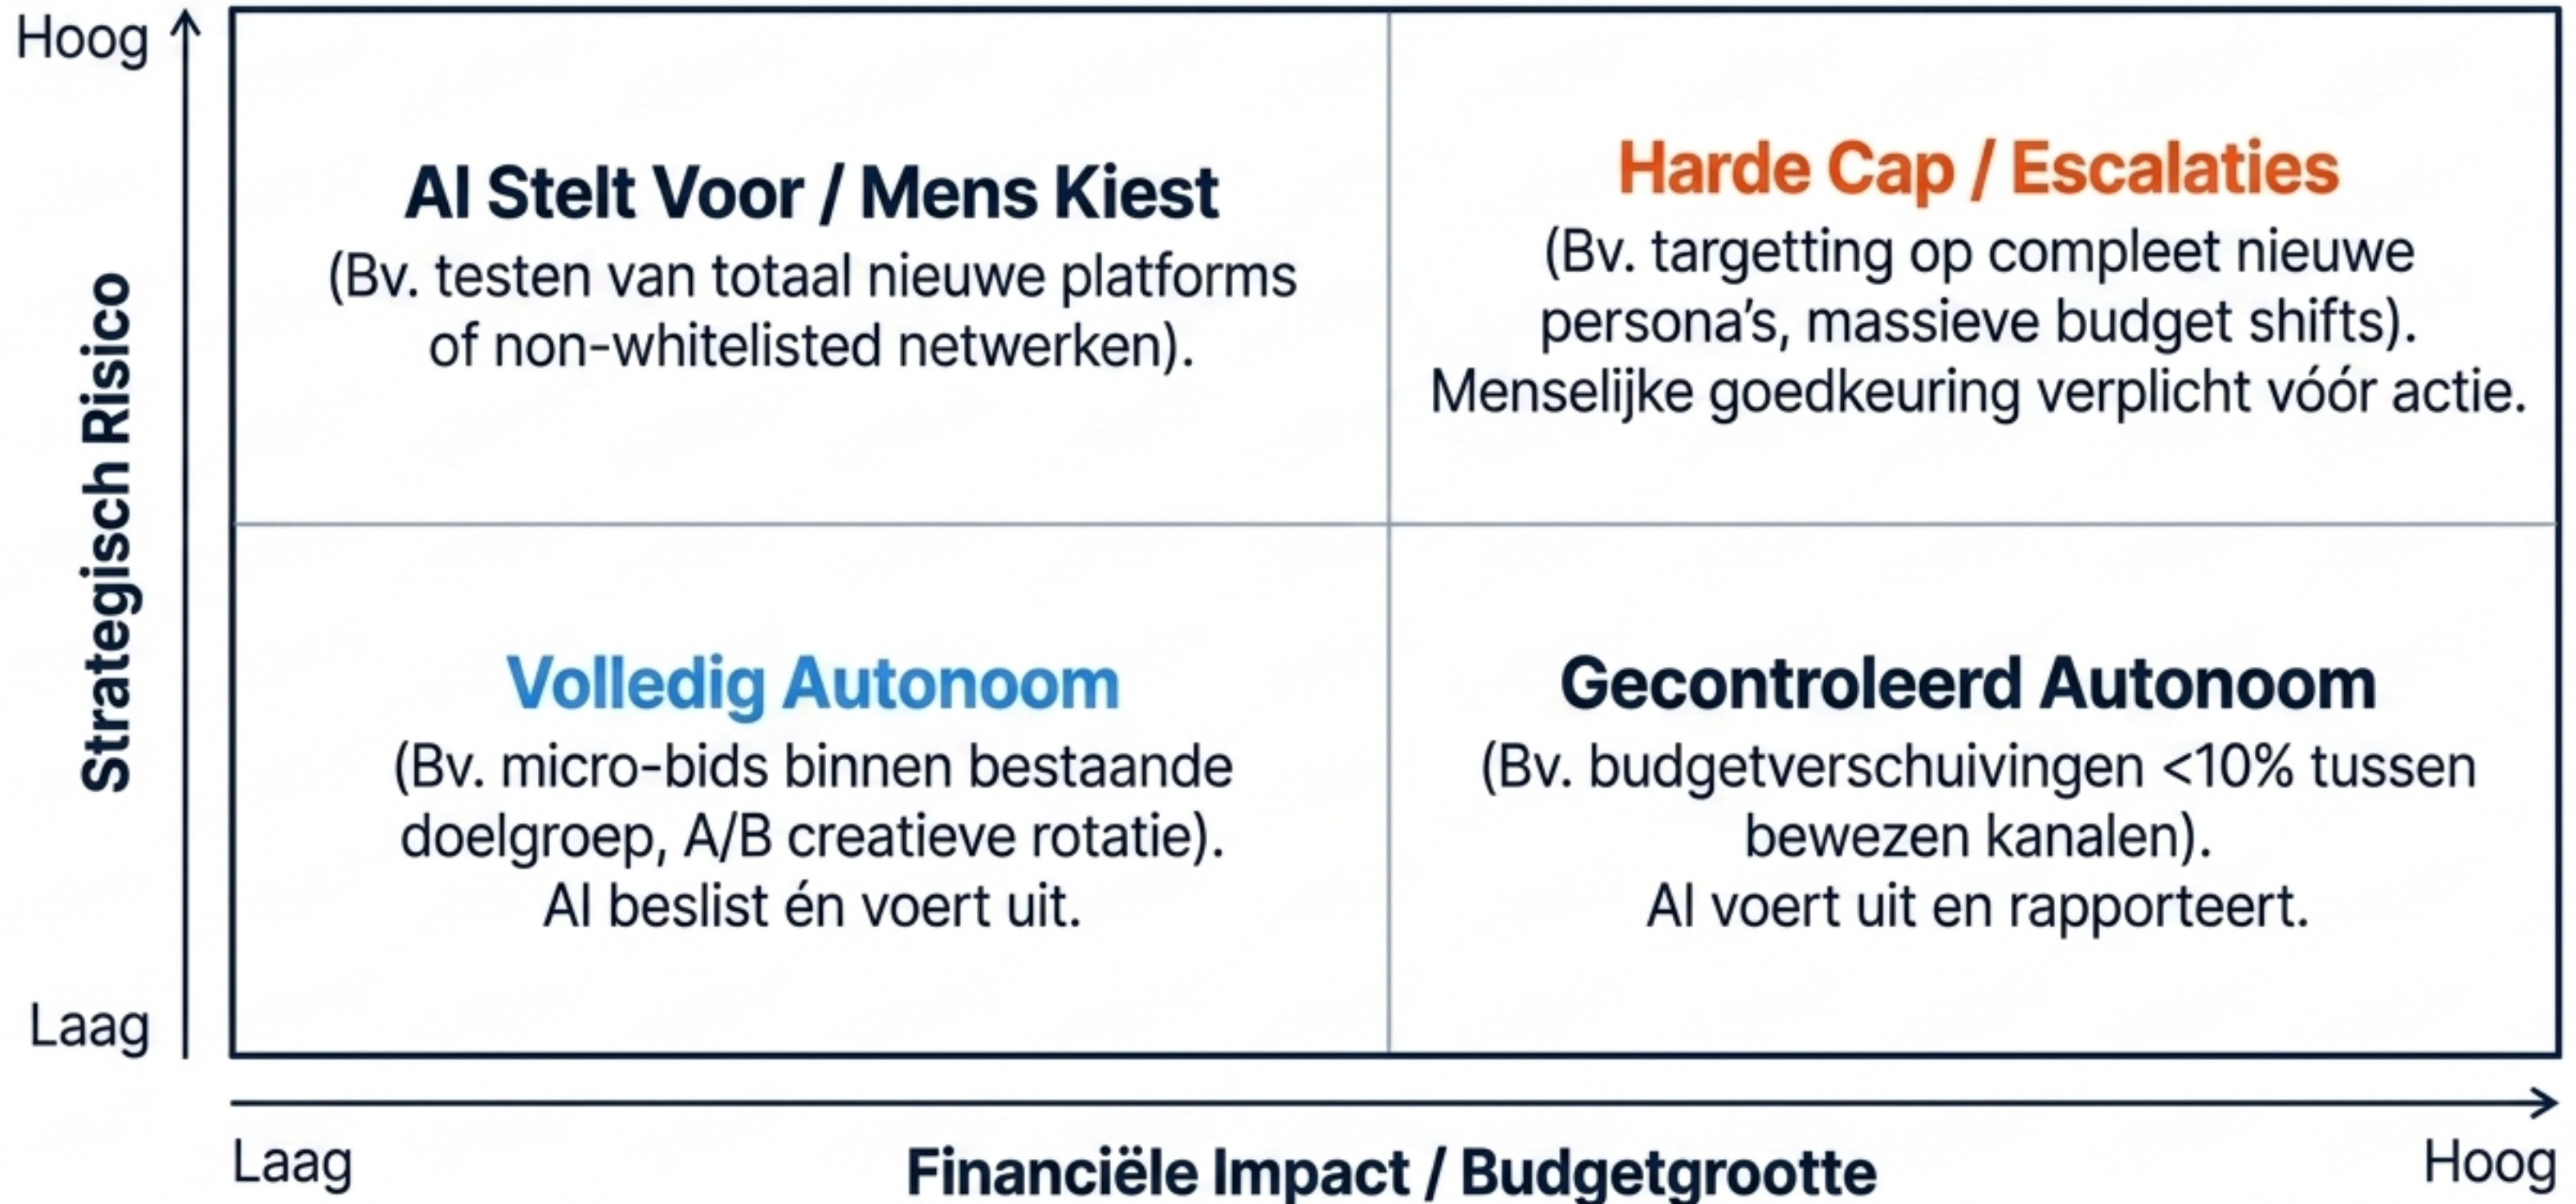 Hoog
Strategisch Risico
Laag
AI Stelt Voor / Mens Kiest
(Bv. testen van totaal nieuwe platforms
of non-whitelisted netwerken).
Harde Cap / Escalaties
(Bv. targetting op compleet nieuwe
persona’s, massieve budget shifts).
Menselijke goedkeuring verplicht vóór actie.
Volledig Autonoom
(Bv. micro-bids binnen bestaande
doelgroep, A/B creatieve rotatie).
AI beslist én voert uit.
Gecontroleerd Autonoom
(Bv. budgetverschuivingen <10% tussen
bewezen kanalen).
AI voert uit en rapporteert.
Laag
Financiële Impact / Budgetgrootte
Hoog